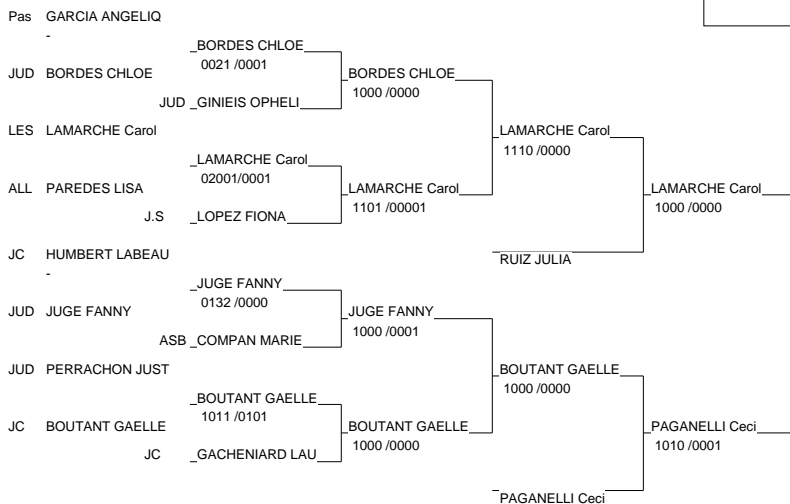 Pas GARCIA ANGELIQ
-
_BORDES CHLOE
0021 /0001
JUD BORDES CHLOE
BORDES CHLOE
1000 /0000
JUD _GINIEIS OPHELI
LES LAMARCHE Carol
_LAMARCHE Carol
1110 /0000
_LAMARCHE Carol
02001/0001
ALL PAREDES LISA
LAMARCHE Carol
1101 /00001
_LAMARCHE Carol
1000 /0000
J.S _LOPEZ FIONA
JC HUMBERT LABEAU
-
RUIZ JULIA
_JUGE FANNY
0132 /0000
JUD JUGE FANNY
JUGE FANNY
1000 /0001
ASB _COMPAN MARIE
JUD PERRACHON JUST
_BOUTANT GAELLE
1000 /0000
_BOUTANT GAELLE
1011 /0101
JC BOUTANT GAELLE
BOUTANT GAELLE
1000 /0000
_PAGANELLI Ceci
1010 /0001
JC _GACHENIARD LAU
PAGANELLI Ceci